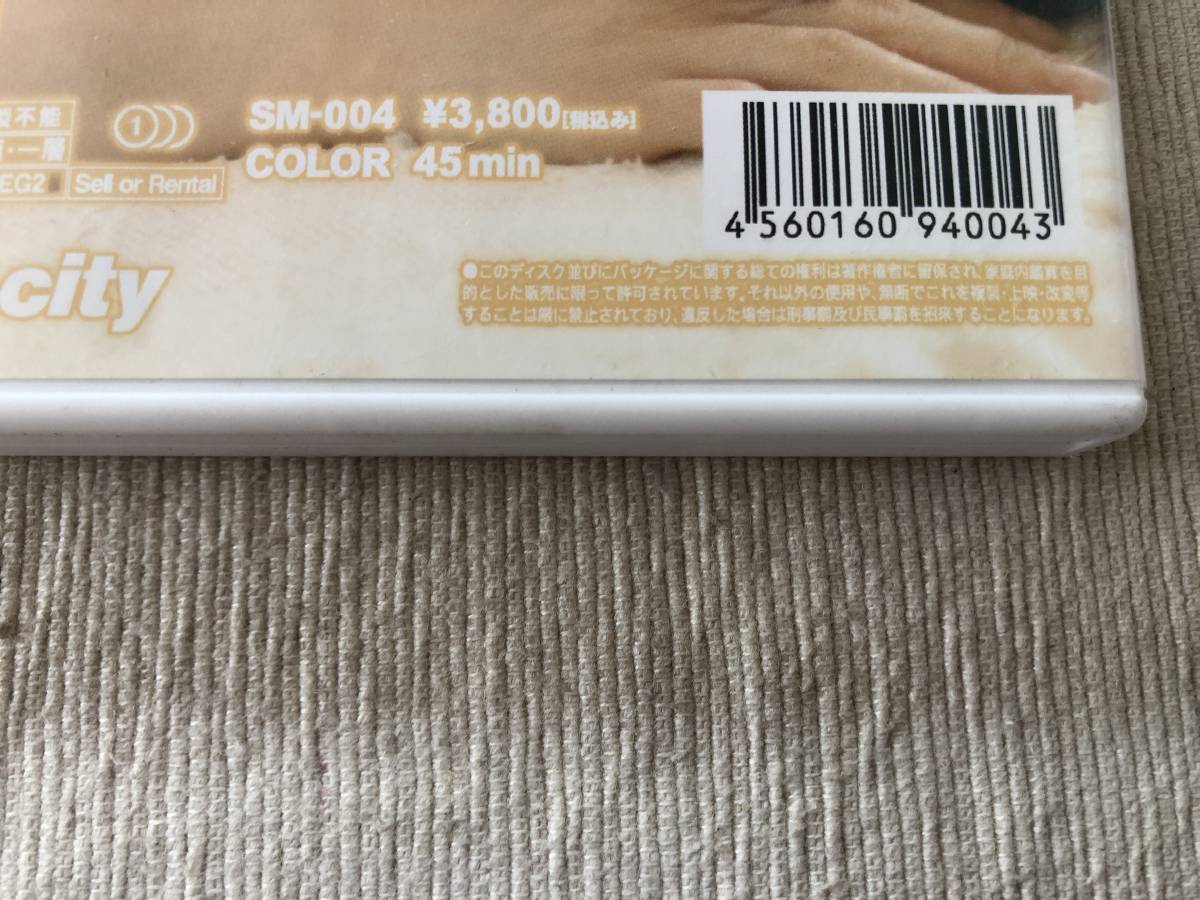 製不能
SM-004 ¥3,800[税込み]
・一層
COLOR 45min
EG2 Sell or Rental
4 560160 940043
city
●このディスク並びにパッケージに関する総ての権利は著作権者に留保され、家庭内鑑賞を目
的とした販売に限って許可されています。それ以外の使用や、無断でこれを複製・上映・改変等
することは厳に禁止されており、違反した場合は刑事罰及び民事罰を招来することになります。